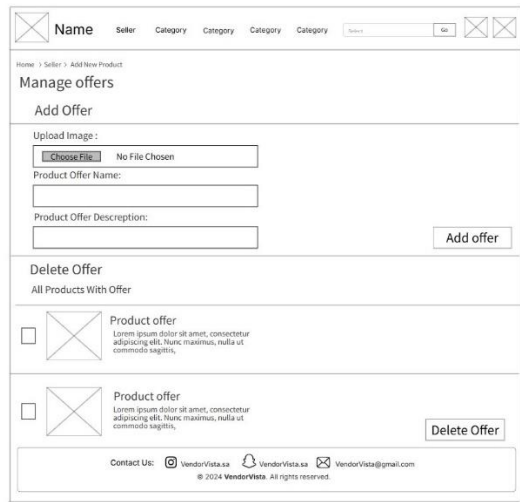 Name Seller Category Category Category Category Select Go
Home > Seller > Add New Product
Manage offers
Add Offer
Upload Image :
Choose File No File Chosen
Product Offer Name:
Product Offer Descreption:
Add offer
Delete Offer
All Products With Offer
Product offer
Lorem ipsum dolor sit amet, consectetur
adipiscing elit. Nunc maximus, nulla ut
commodo sagittis,
Product offer
Lorem ipsum dolor sit amet, consectetur
adipiscing elit. Nunc maximus, nulla ut
commodo sagittis,
Delete Offer
Contact Us: VendorVista.sa VendorVista.sa VendorVista@gmail.com
© 2024 VendorVista. All rights reserved.